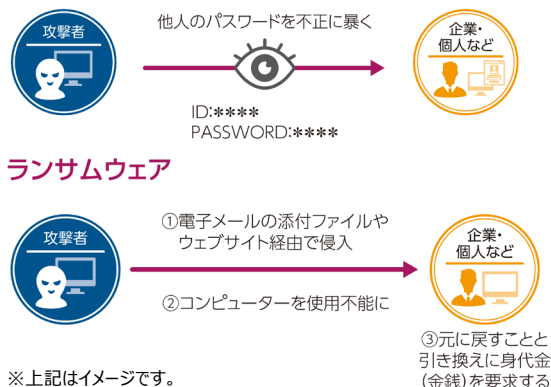 攻撃者
他人のパスワードを不正に暴く
企業・
個人など
ID:****
PASSWORD:****
ランサムウェア
攻撃者
①電子メールの添付ファイルや
ウェブサイト経由で侵入
②コンピューターを使用不能に
企業・
個人など
③元に戻すことと
引き換えに身代金
(金銭)を要求する
※上記はイメージです。